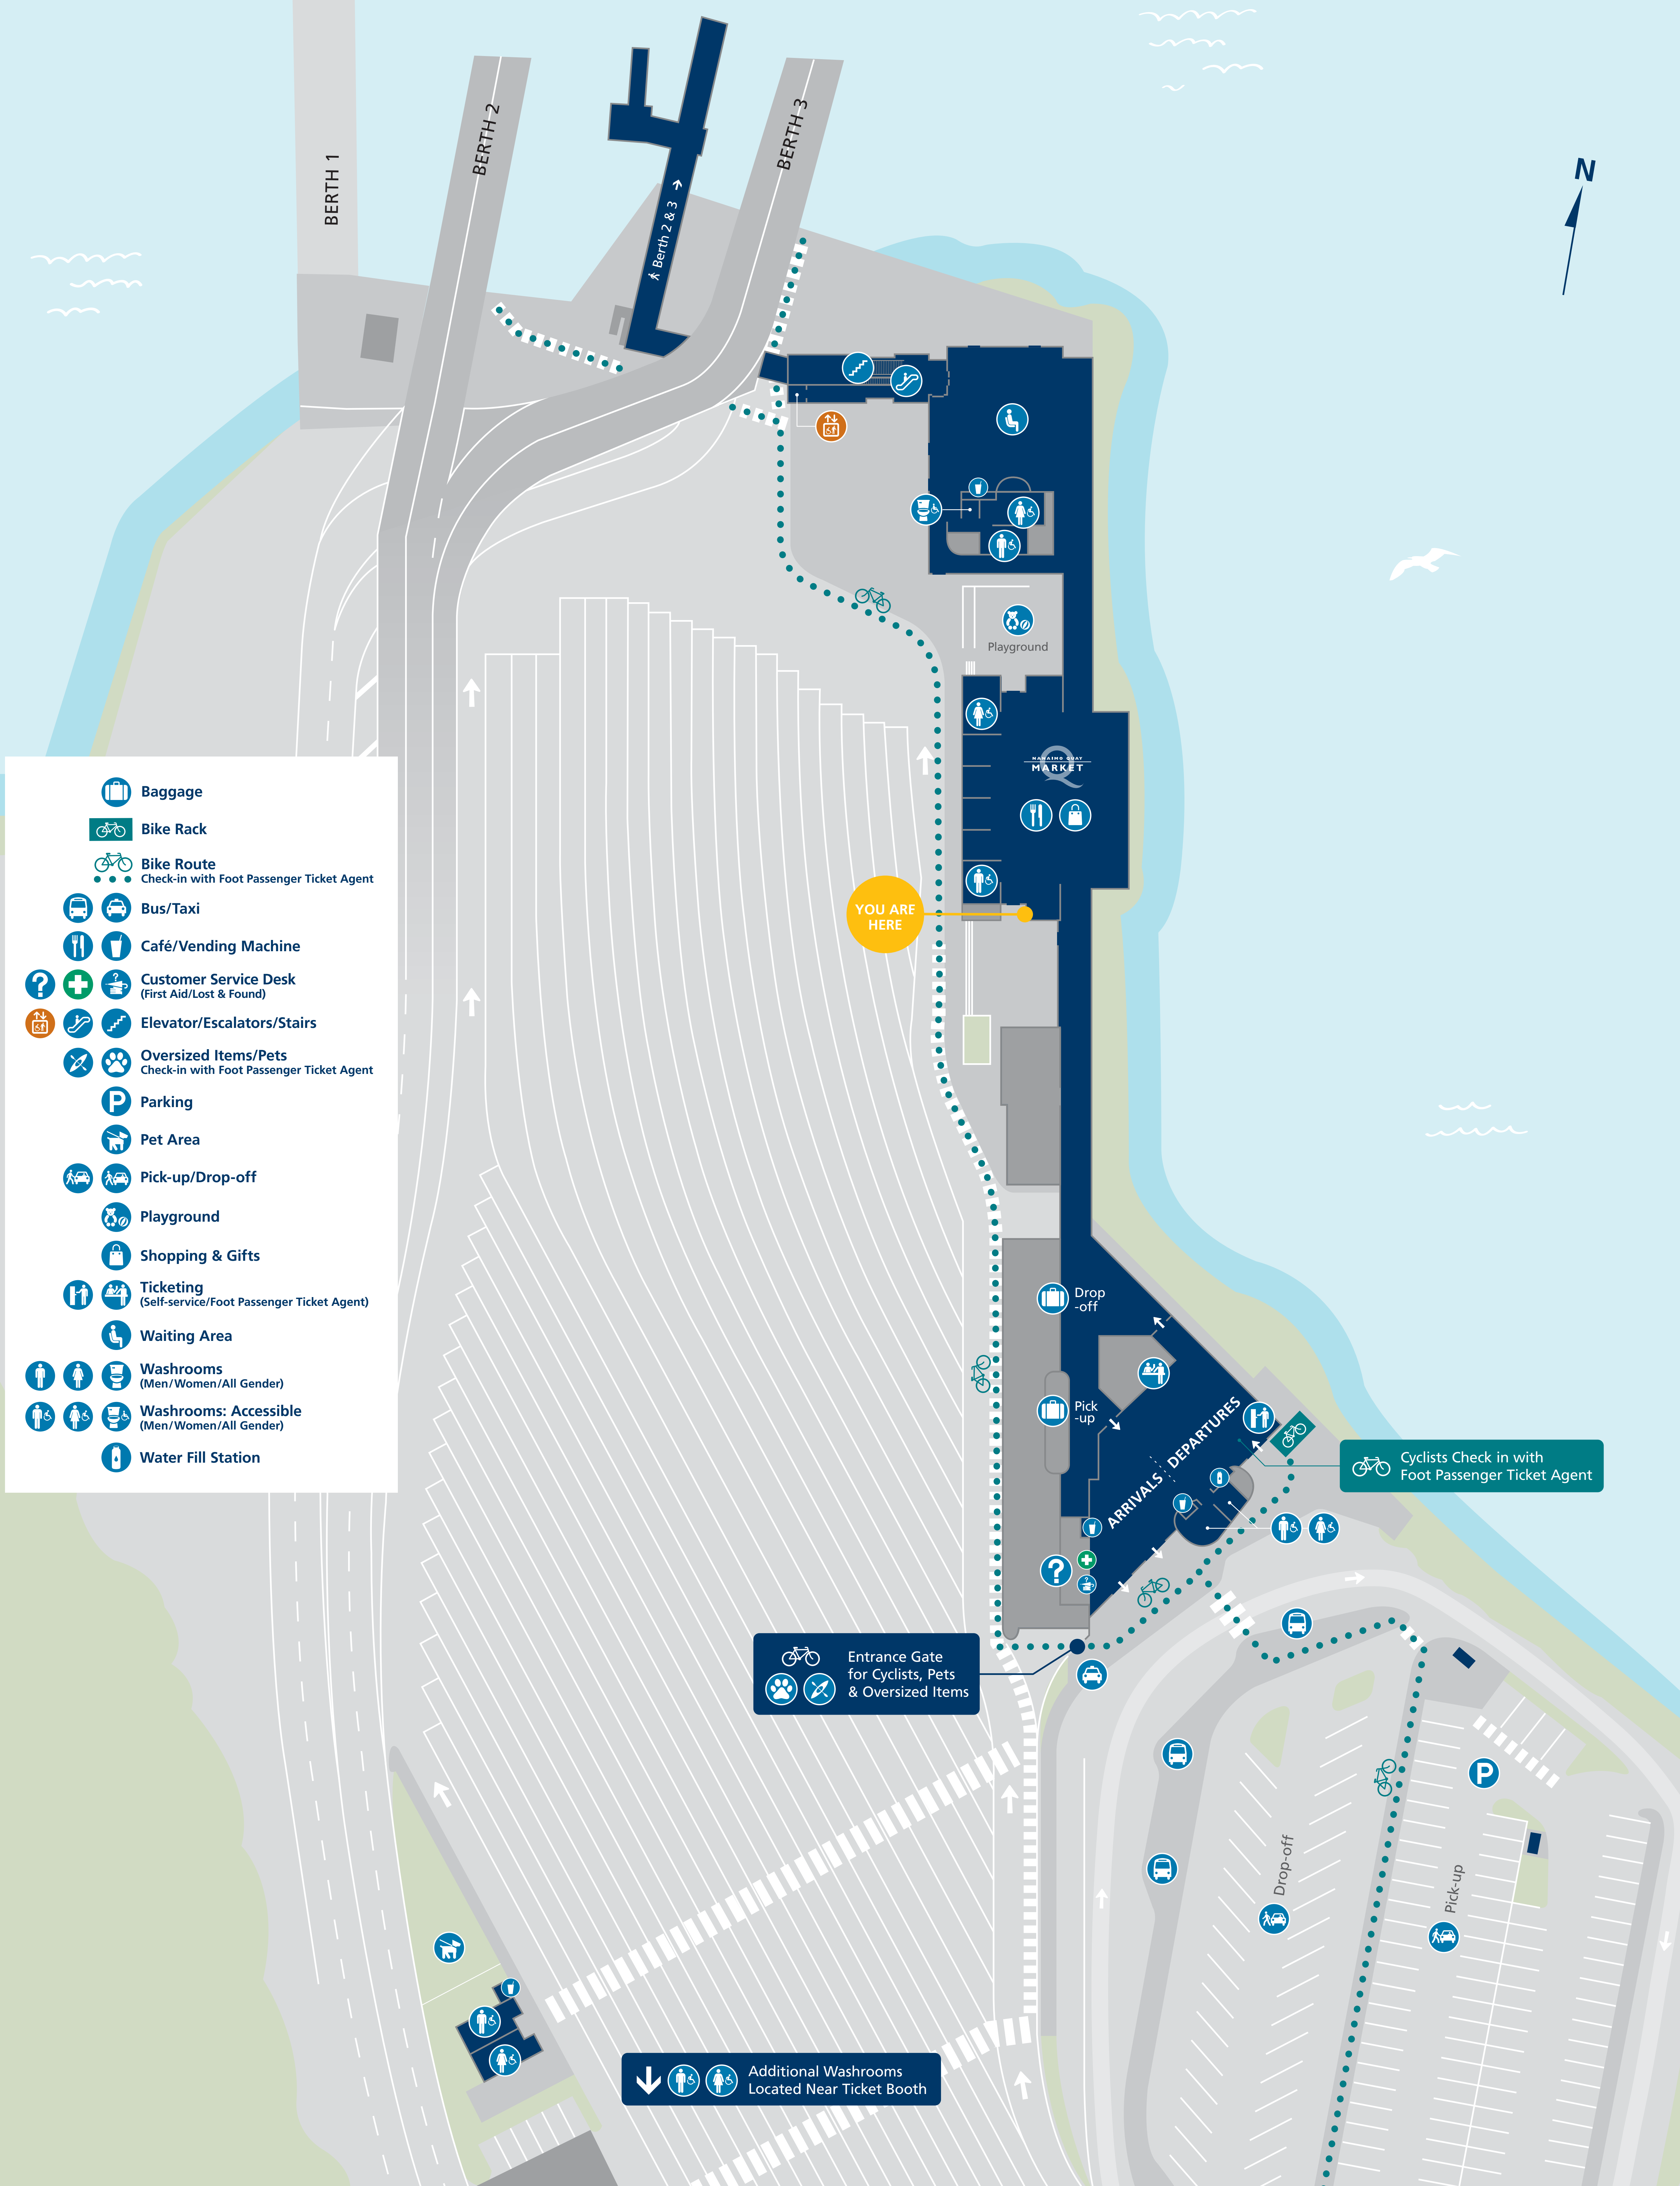 BERTH 1
BERTH 2
BERTH 3
N
Berth 2 & 3
Playground
NANAIMO QUAY
Q
MARKET
YOU ARE
HERE
Baggage
Bike Rack
Bike Route
Check-in with Foot Passenger Ticket Agent
Bus/Taxi
Café/Vending Machine
?
Customer Service Desk
(First Aid/Lost & Found)
Elevator/Escalators/Stairs
Oversized Items/Pets
Check-in with Foot Passenger Ticket Agent
P
Parking
Pet Area
Pick-up/Drop-off
Playground
Shopping & Gifts
Ticketing
(Self-service/Foot Passenger Ticket Agent)
Waiting Area
Washrooms
(Men/Women/All Gender)
Washrooms: Accessible
(Men/Women/All Gender)
Water Fill Station
Drop
-off
Pick
-up
DEPARTURES
ARRIVALS
Cyclists Check in with
Foot Passenger Ticket Agent
?
Entrance Gate
for Cyclists, Pets
& Oversized Items
P
Drop-off
Pick-up
Additional Washrooms
Located Near Ticket Booth